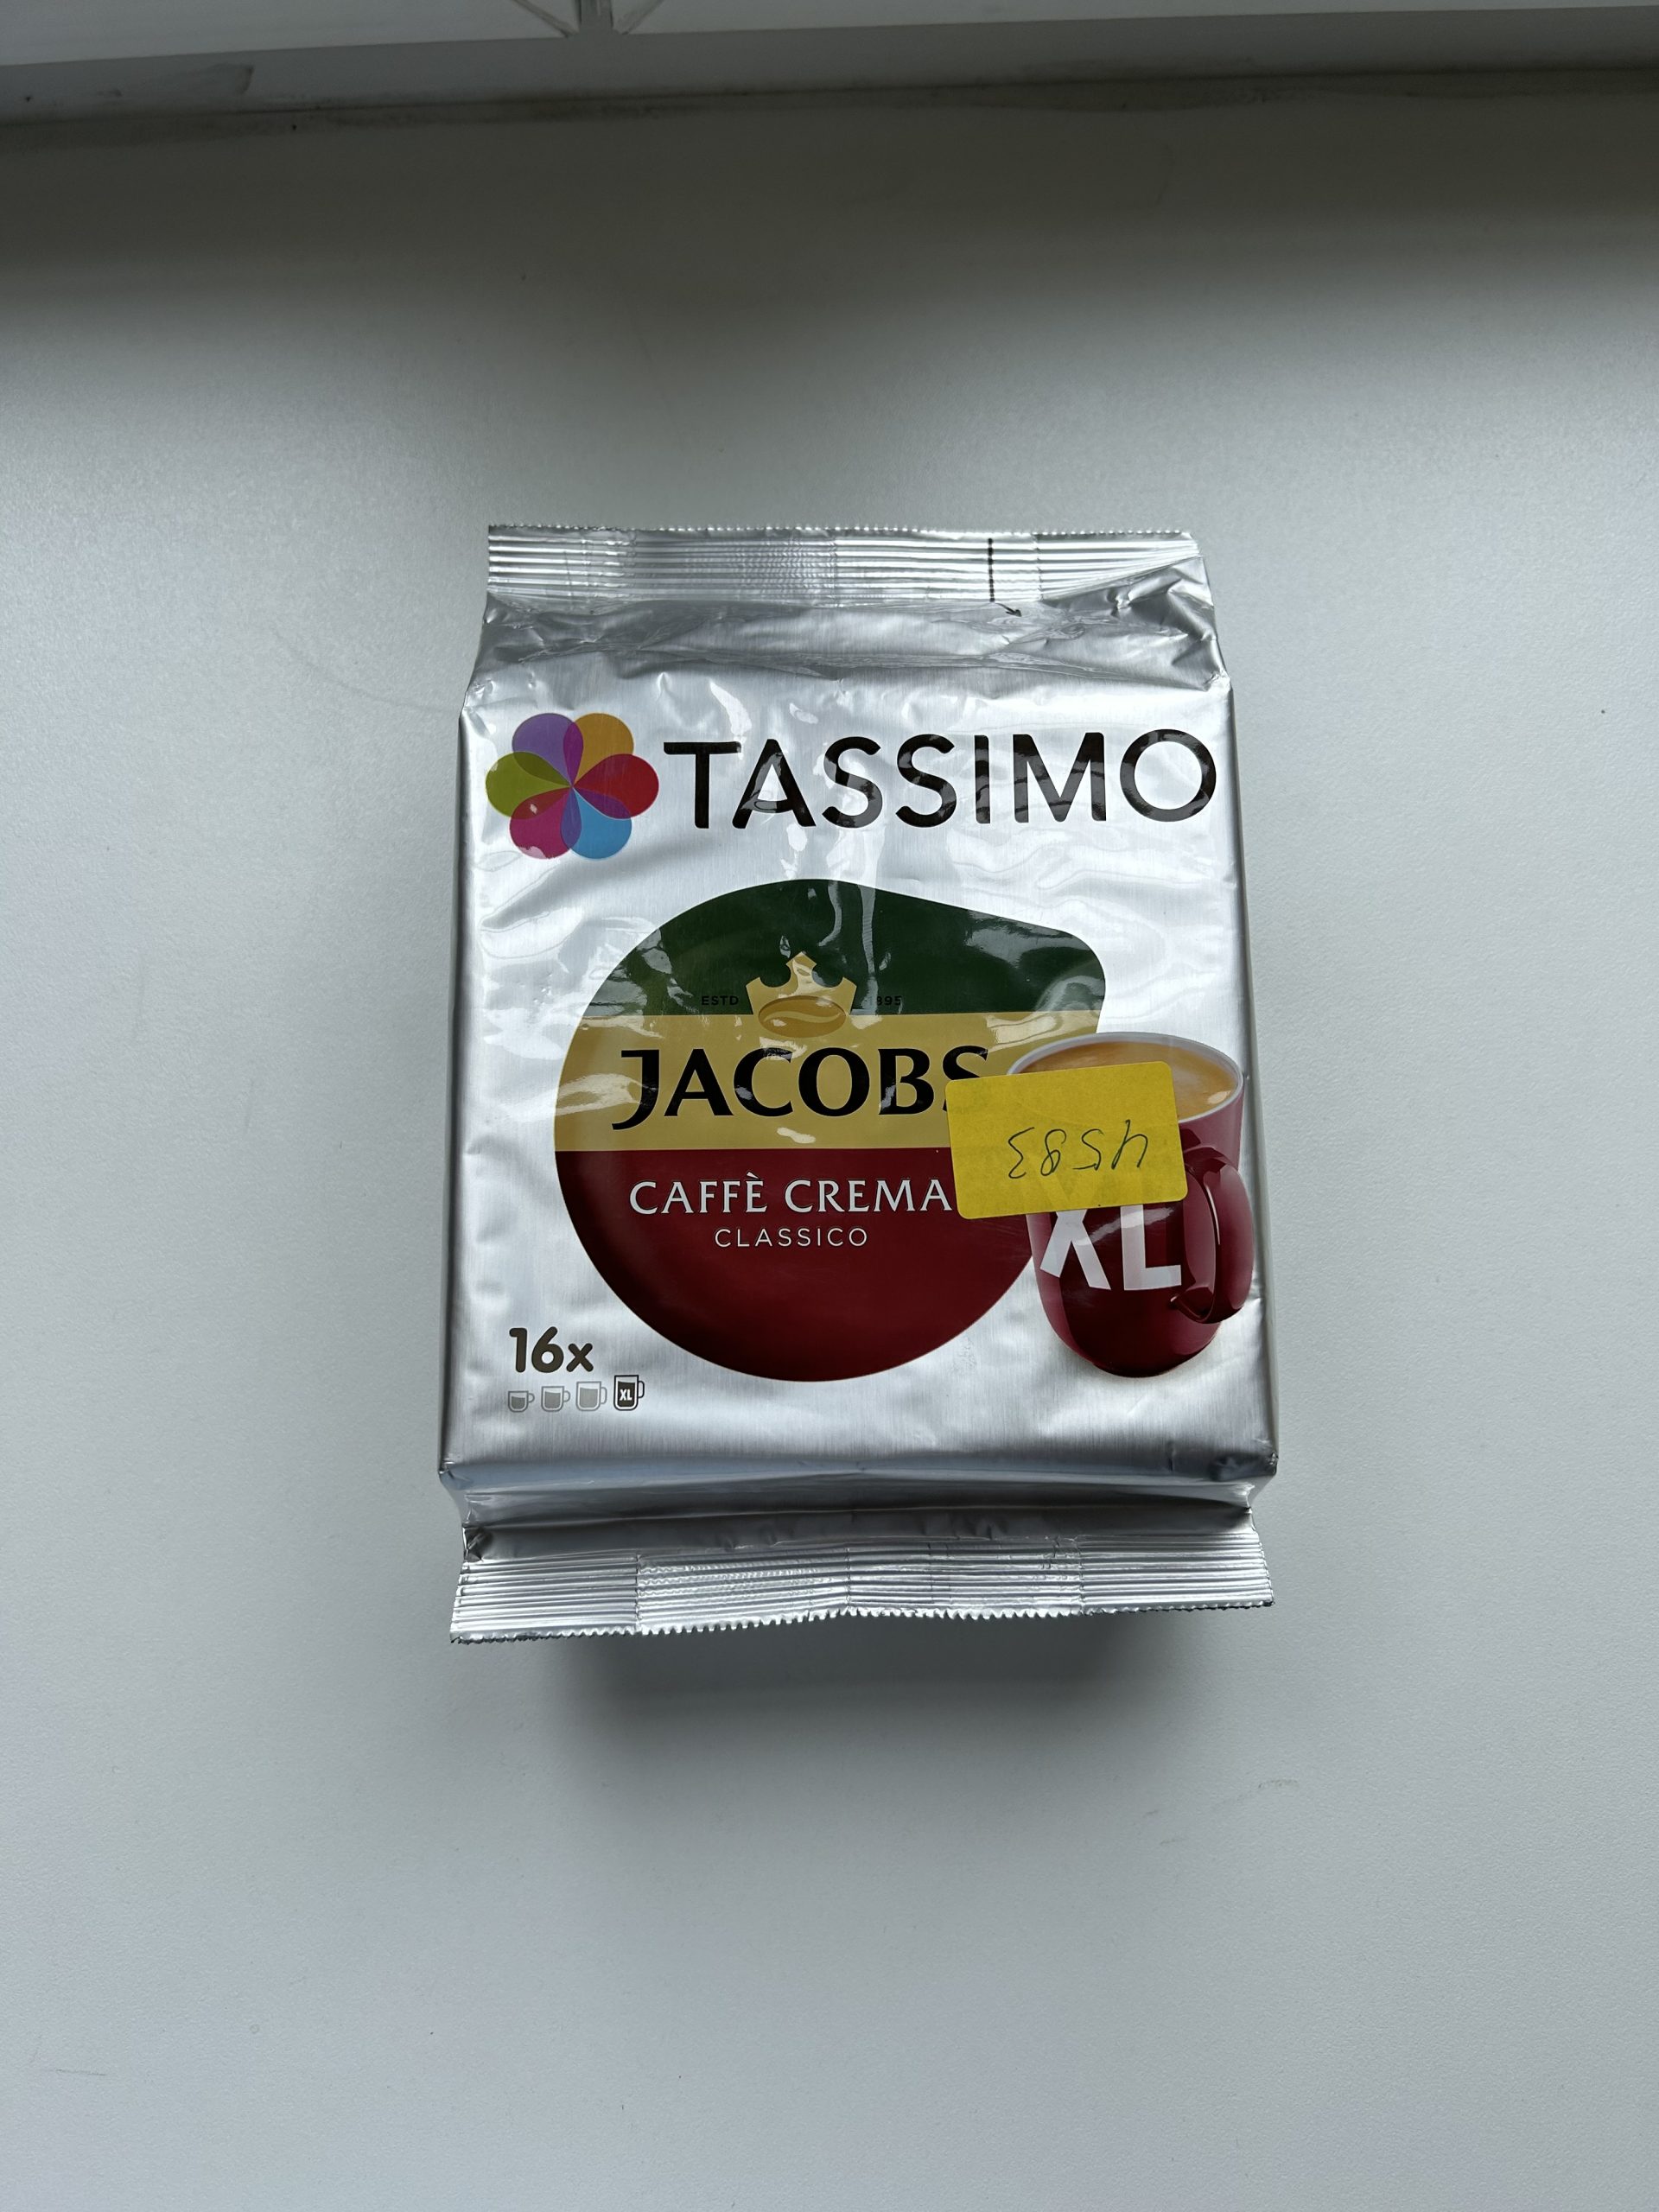 TASSIMO
ESTD 1895
JACOBS
4583
CAFFÈ CREMA
CLASSICO
XL
16x
XL